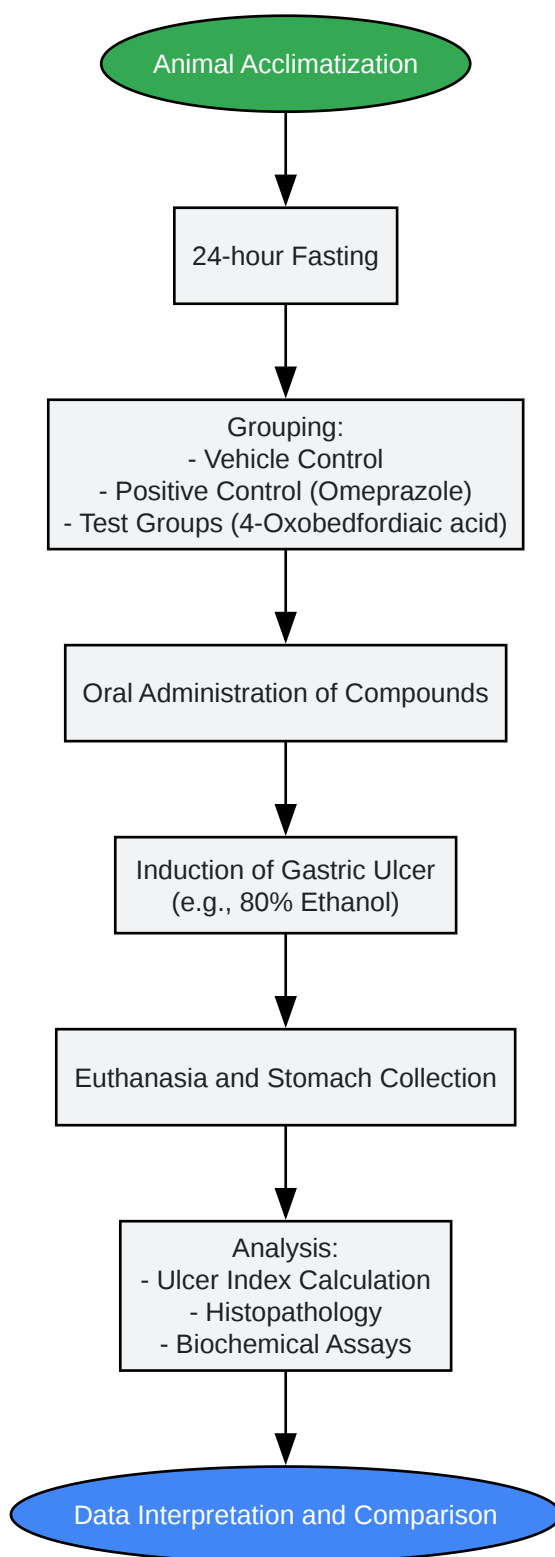 Animal Acclimatization
24-hour Fasting
Grouping:
- Vehicle Control
- Positive Control (Omeprazole)
- Test Groups (4-Oxobedfordiaic acid)
Oral Administration of Compounds
Induction of Gastric Ulcer
(e.g., 80% Ethanol)
Euthanasia and Stomach Collection
Analysis:
- Ulcer Index Calculation
- Histopathology
- Biochemical Assays
Data Interpretation and Comparison